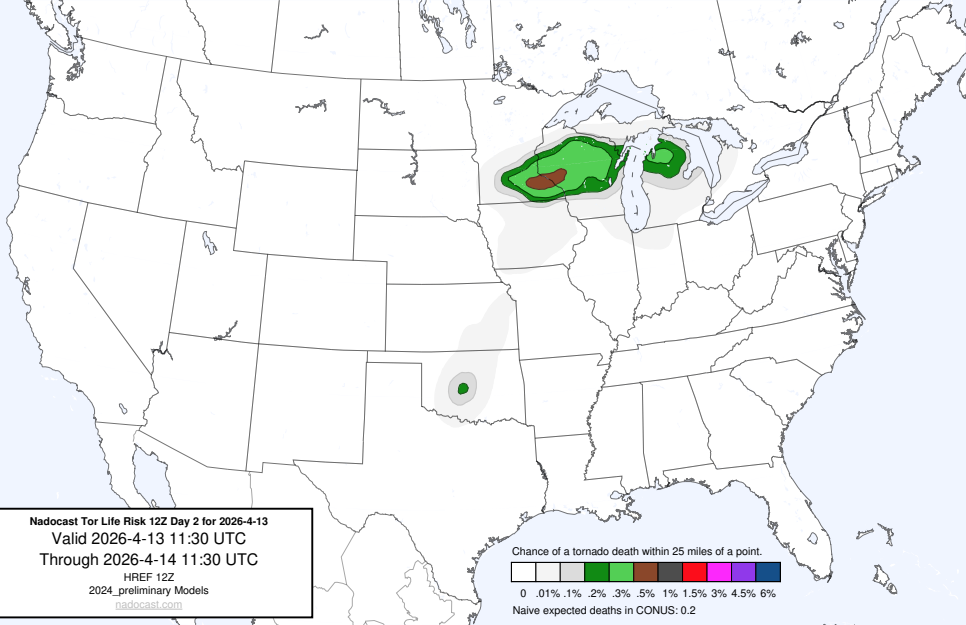 Nadocast Tor Life Risk 12Z Day 2 for 2026-4-13
Valid 2026-4-13 11:30 UTC
Through 2026-4-14 11:30 UTC
HREF 12Z
2024_preliminary Models
nadocast.com
Chance of a tornado death within 25 miles of a point.
0 .01% .1% .2% .3% .5% 1% 1.5% 3% 4.5% 6%
Naive expected deaths in CONUS: 0.2